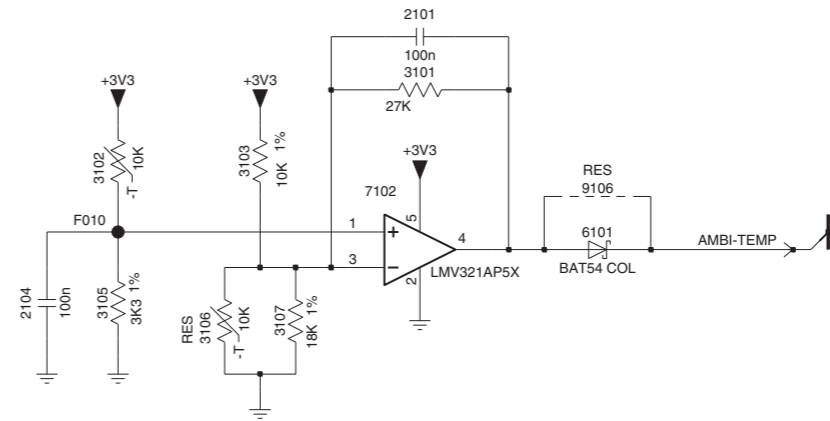 2101
100n
3101
27K
+3V3
3102
10K
-T
F010
2104
100n
3105
3K3 1%
+3V3
3103
10K 1%
RES
3106
10K
-T
3107
18K 1%
+3V3
7102
1
3
5
4
2
LMV321AP5X
RES
9106
6101
BAT54 COL
AMBI-TEMP